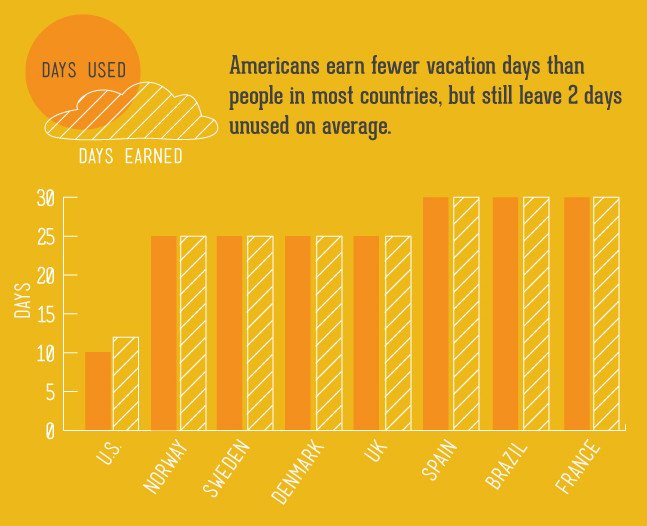 DAYS USED
DAYS EARNED
Americans earn fewer vacation days than
people in most countries, but still leave 2 days
unused on average.
DAYS
30
25
20
15
10
5
0
U.S.
NORWAY
SWEDEN
DENMARK
UK
SPAIN
BRAZIL
FRANCE